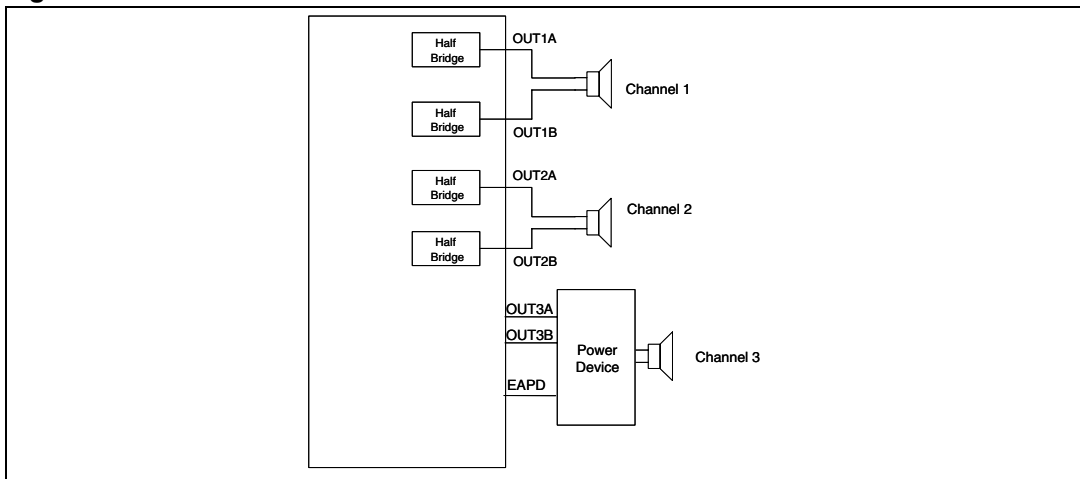 Half
Bridge
OUT1A
Channel 1
Half
Bridge
OUT1B
Half
Bridge
OUT2A
Channel 2
Half
Bridge
OUT2B
OUT3A
OUT3B
Power
Device
Channel 3
EAPD